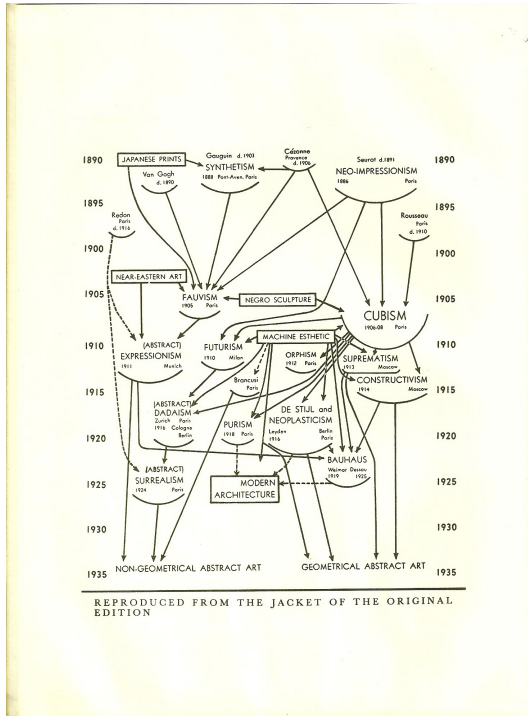 1890 JAPANESE PRINTS Gauguin d. 1903 Cézanne Seurat d.1891 1890
Provence
d. 1906
SYNTHETISM NEO-IMPRESSIONISM
Van Gogh
d. 1890
1888 Pont-Aven, Paris 1886 Paris
1895 1895
Redon
Paris
d. 1916
Rousseau
Paris
d. 1910
1900 1900
NEAR-EASTERN ART
1905 FAUVISM NEGRO SCULPTURE 1905
1905 Paris
CUBISM
1906-08 Paris
1910 (ABSTRACT) 1910
EXPRESSIONISM
1911 Munich
FUTURISM
1910 Milan
MACHINE ESTHETIC
ORPHISM
1912 Paris
SUPREMATISM
1913 Moscow
Brancusi
Paris
CONSTRUCTIVISM
1914 Moscow
1915 1915
(ABSTRACT)
DADAISM
Zurich Paris
1916 Cologne
Berlin
PURISM
1918 Paris
DE STIJL and
NEOPLASTICISM
Leyden Berlin
1916 Paris
1920 1920
BAUHAUS
Weimar Dessau
1919 1925
(ABSTRACT)
SURREALISM
1924 Paris
MODERN
ARCHITECTURE
1925 1925
1930 1930
1935 NON-GEOMETRICAL ABSTRACT ART GEOMETRICAL ABSTRACT ART 1935
REPRODUCED FROM THE JACKET OF THE ORIGINAL
EDITION